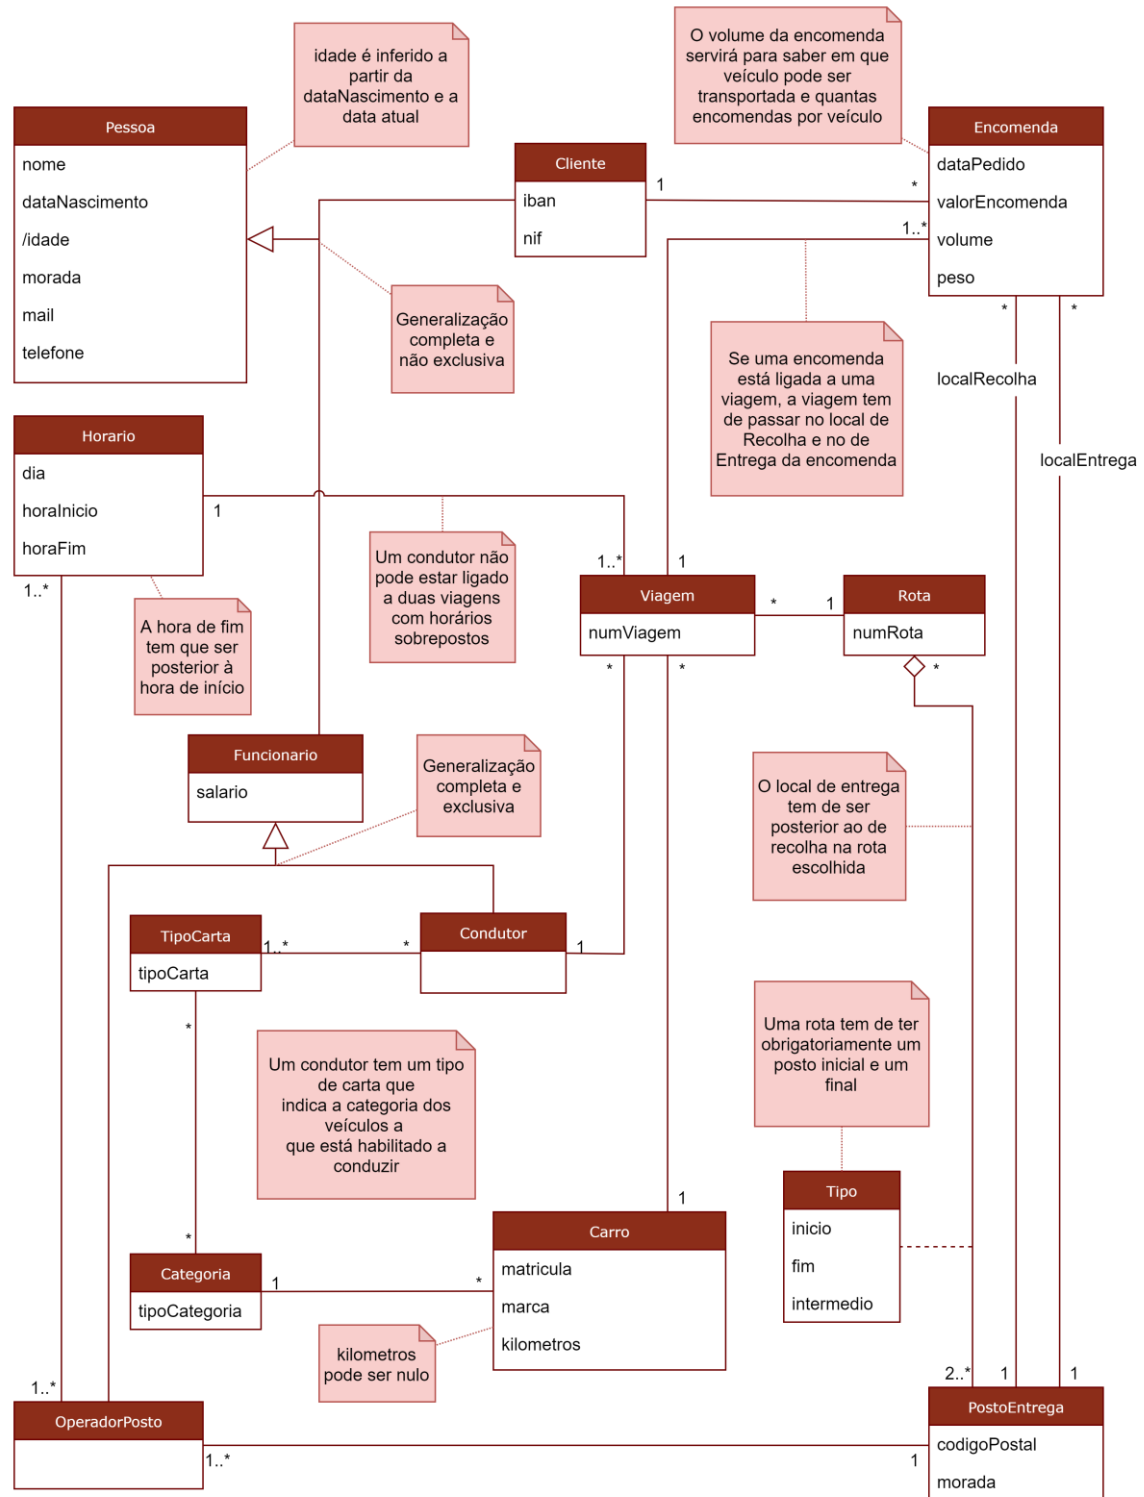 idade é inferido a
partir da
dataNascimento e a
data atual
O volume da encomenda
servirá para saber em que
veículo pode ser
transportada e quantas
encomendas por veículo
Pessoa
nome
dataNascimento
/idade
morada
mail
telefone
Cliente
iban
nif
1
*
1..*
Encomenda
dataPedido
valorEncomenda
volume
peso
*
*
Generalização
completa e
não exclusiva
Se uma encomenda
está ligada a uma
viagem, a viagem tem
de passar no local de
Recolha e no de
Entrega da encomenda
localRecolha
localEntrega
Horario
dia
horaInicio
horaFim
1
1..*
Um condutor não
pode estar ligado
a duas viagens
com horários
sobrepostos
A hora de fim
tem que ser
posterior à
hora de início
1..*
1
Viagem
numViagem
*
1
*
*
Rota
numRota
*
Funcionario
salario
Generalização
completa e
exclusiva
O local de entrega
tem de ser
posterior ao de
recolha na rota
escolhida
TipoCarta
tipoCarta
1..*
*
Condutor
1
*
Um condutor tem um tipo
de carta que
indica a categoria dos
veículos a
que está habilitado a
conduzir
Uma rota tem de ter
obrigatoriamente um
posto inicial e um
final
Tipo
inicio
fim
intermedio
*
Categoria
tipoCategoria
1
*
1
Carro
matricula
marca
kilometros
kilometros
pode ser nulo
1..*
OperadorPosto
1..*
1
2..*
1
1
PostoEntrega
codigoPostal
morada